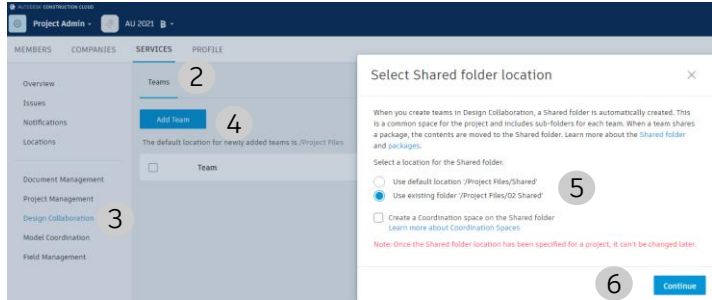 AUTODESK CONSTRUCTION CLOUD
Project Admin
AU 2021 B
MEMBERS COMPANIES SERVICES PROFILE
2
Overview
Issues
Notifications
Locations
Document Management
Project Management
Design Collaboration
3
Model Coordination
Field Management
Teams
Add Team
4
The default location for newly added teams is /Project Files
Team
Select Shared folder location
When you create teams in Design Collaboration, a Shared folder is automatically created. This
is a common space for the project and includes sub-folders for each team. When a team shares
a package, the contents are moved to the Shared folder. Learn more about the Shared folder
and packages.
Select a location for the Shared folder.
Use default location '/Project Files/Shared'
Use existing folder '/Project Files/02 Shared'
5
Create a Coordination space on the Shared folder
Learn more about Coordination Spaces
Note: Once the Shared folder location has been specified for a project, it can't be changed later.
6
Continue